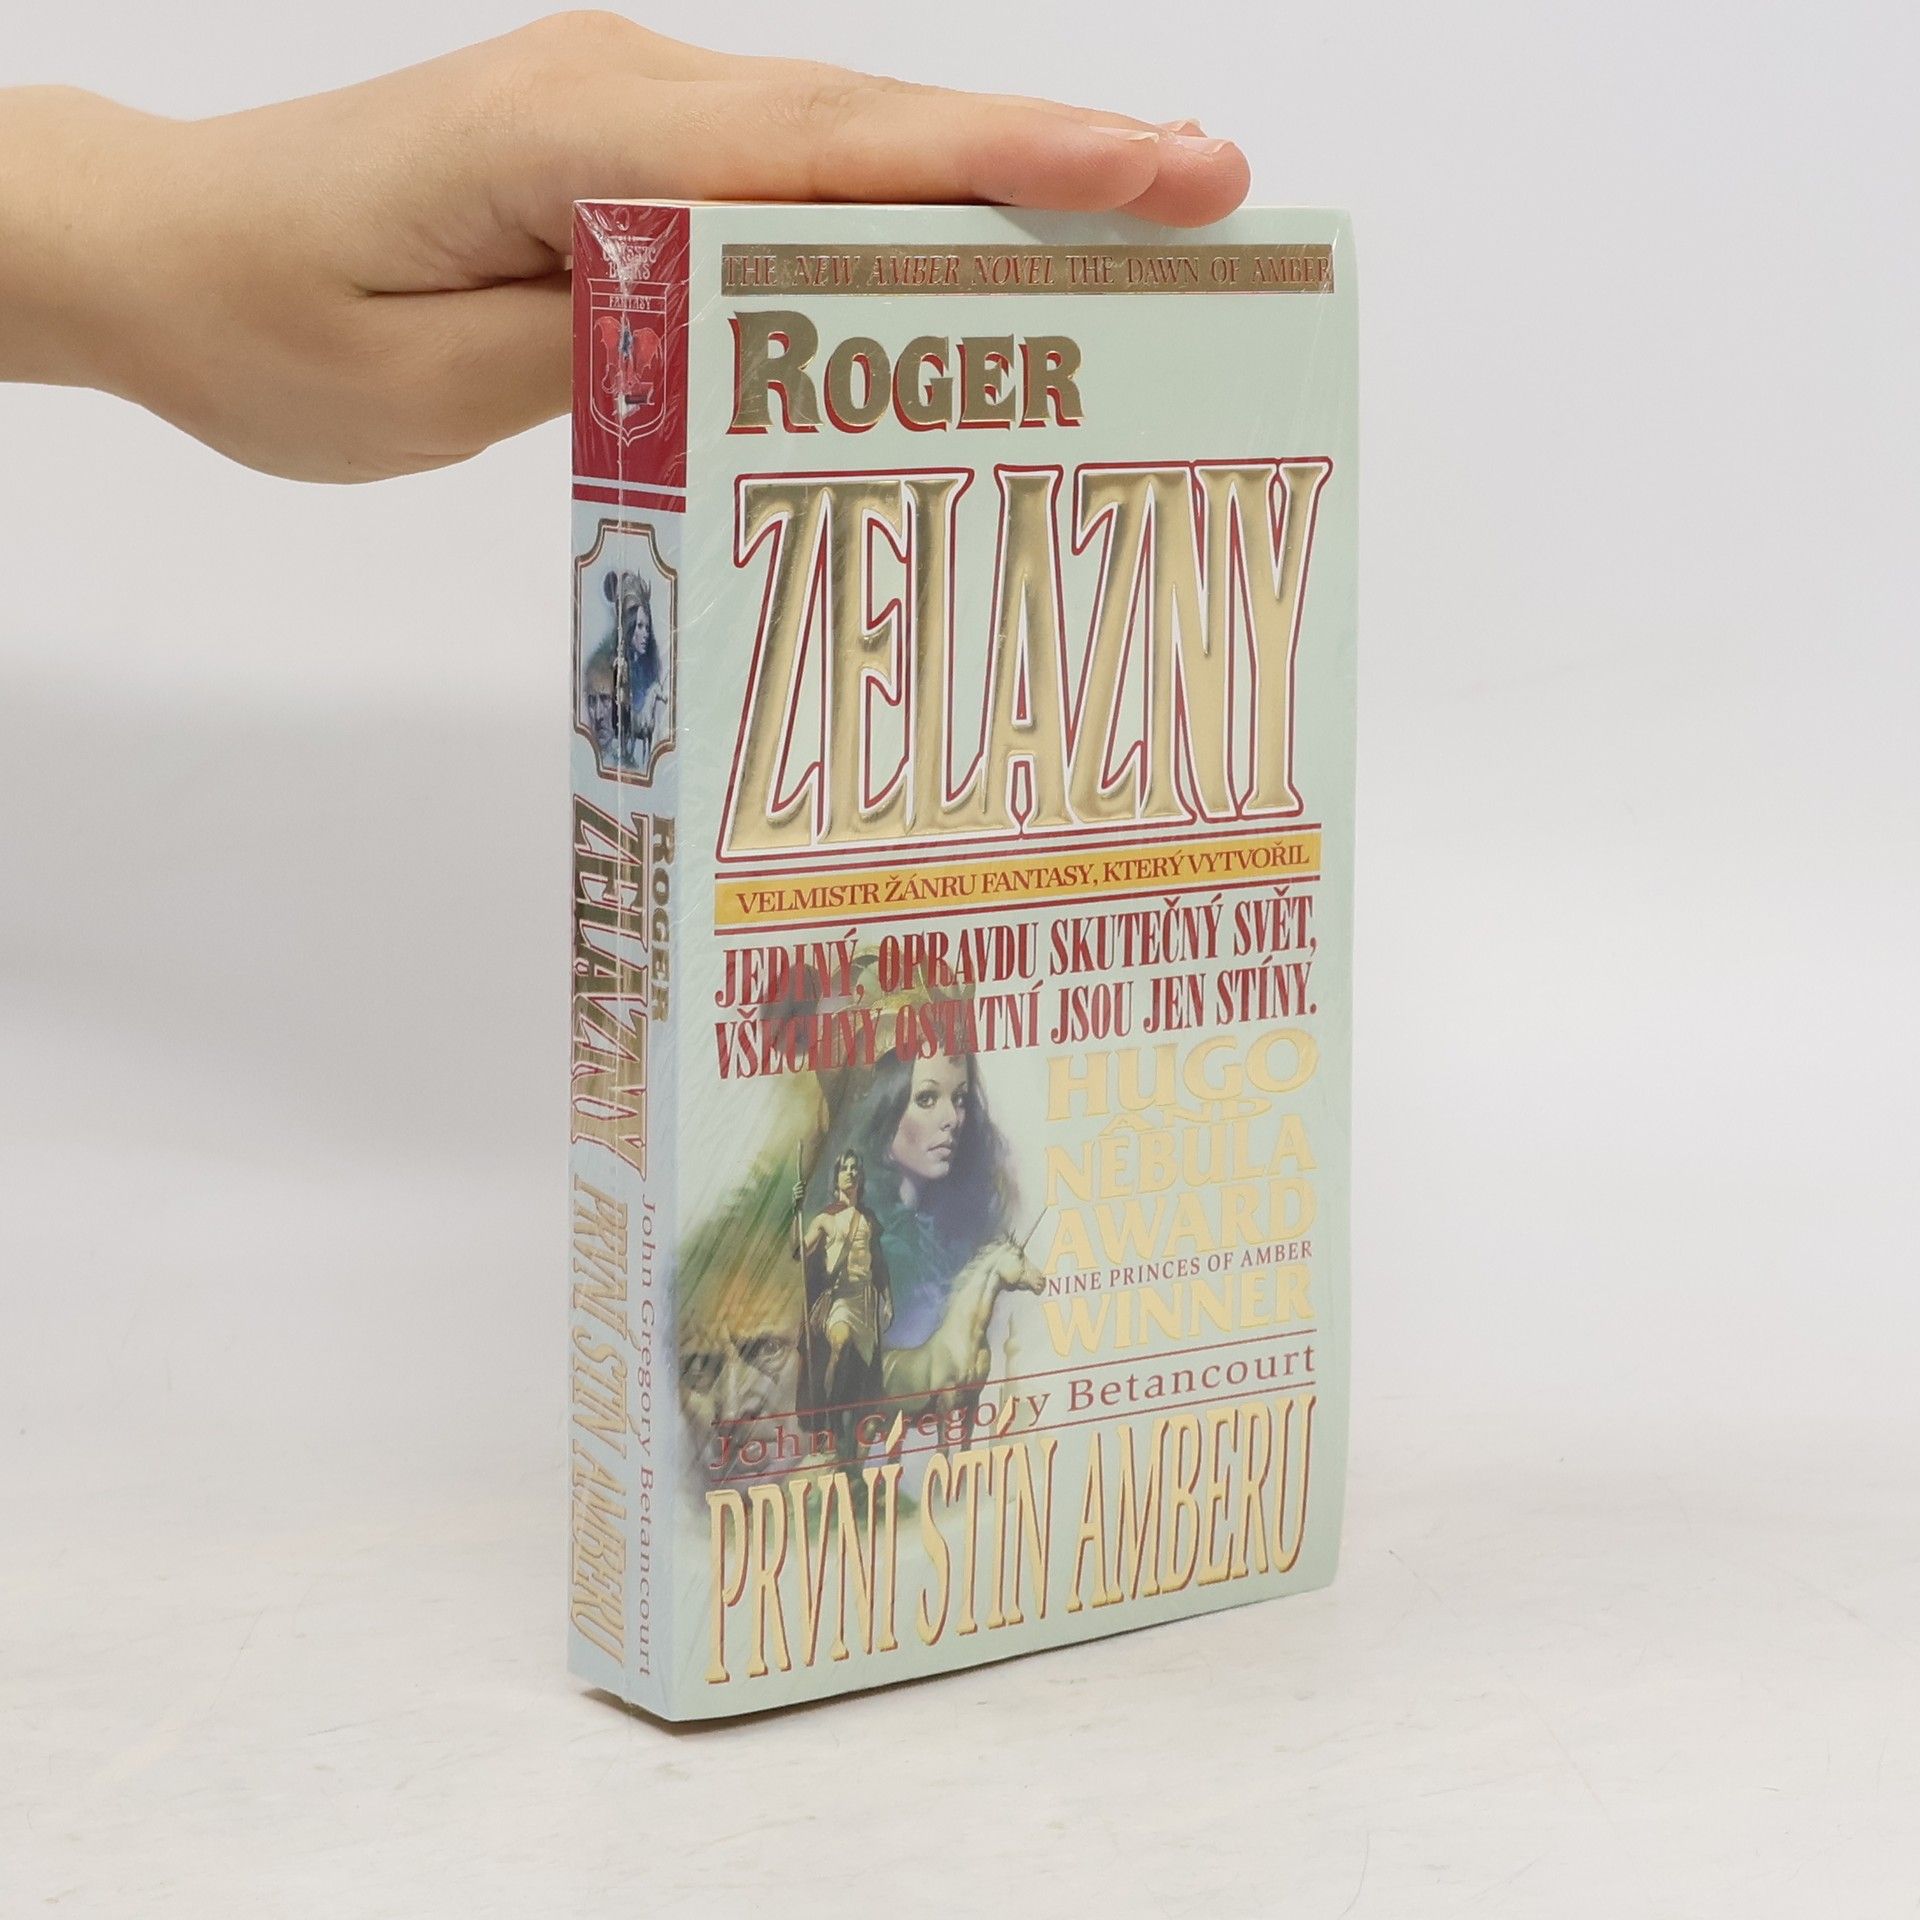 CLASSIC
BOOKS
FANTASY
ROGER
ZELAZNY
John Gregory Betancourt
PRVNÍ STÍN AMBERU
THE NEW AMBER NOVEL THE DAWN OF AMBER
ROGER
ZELAZNY
VELMISTR ŽÁNRU FANTASY, KTERÝ VYTVOŘIL
JEDINÝ, OPRAVDU SKUTEČNÝ SVĚT,
VŠECHNY OSTATNÍ JSOU JEN STÍNY.
HUGO
AND
NEBULA
AWARD
NINE PRINCES OF AMBER
WINNER
John Gregory Betancourt
PRVNÍ STÍN AMBERU